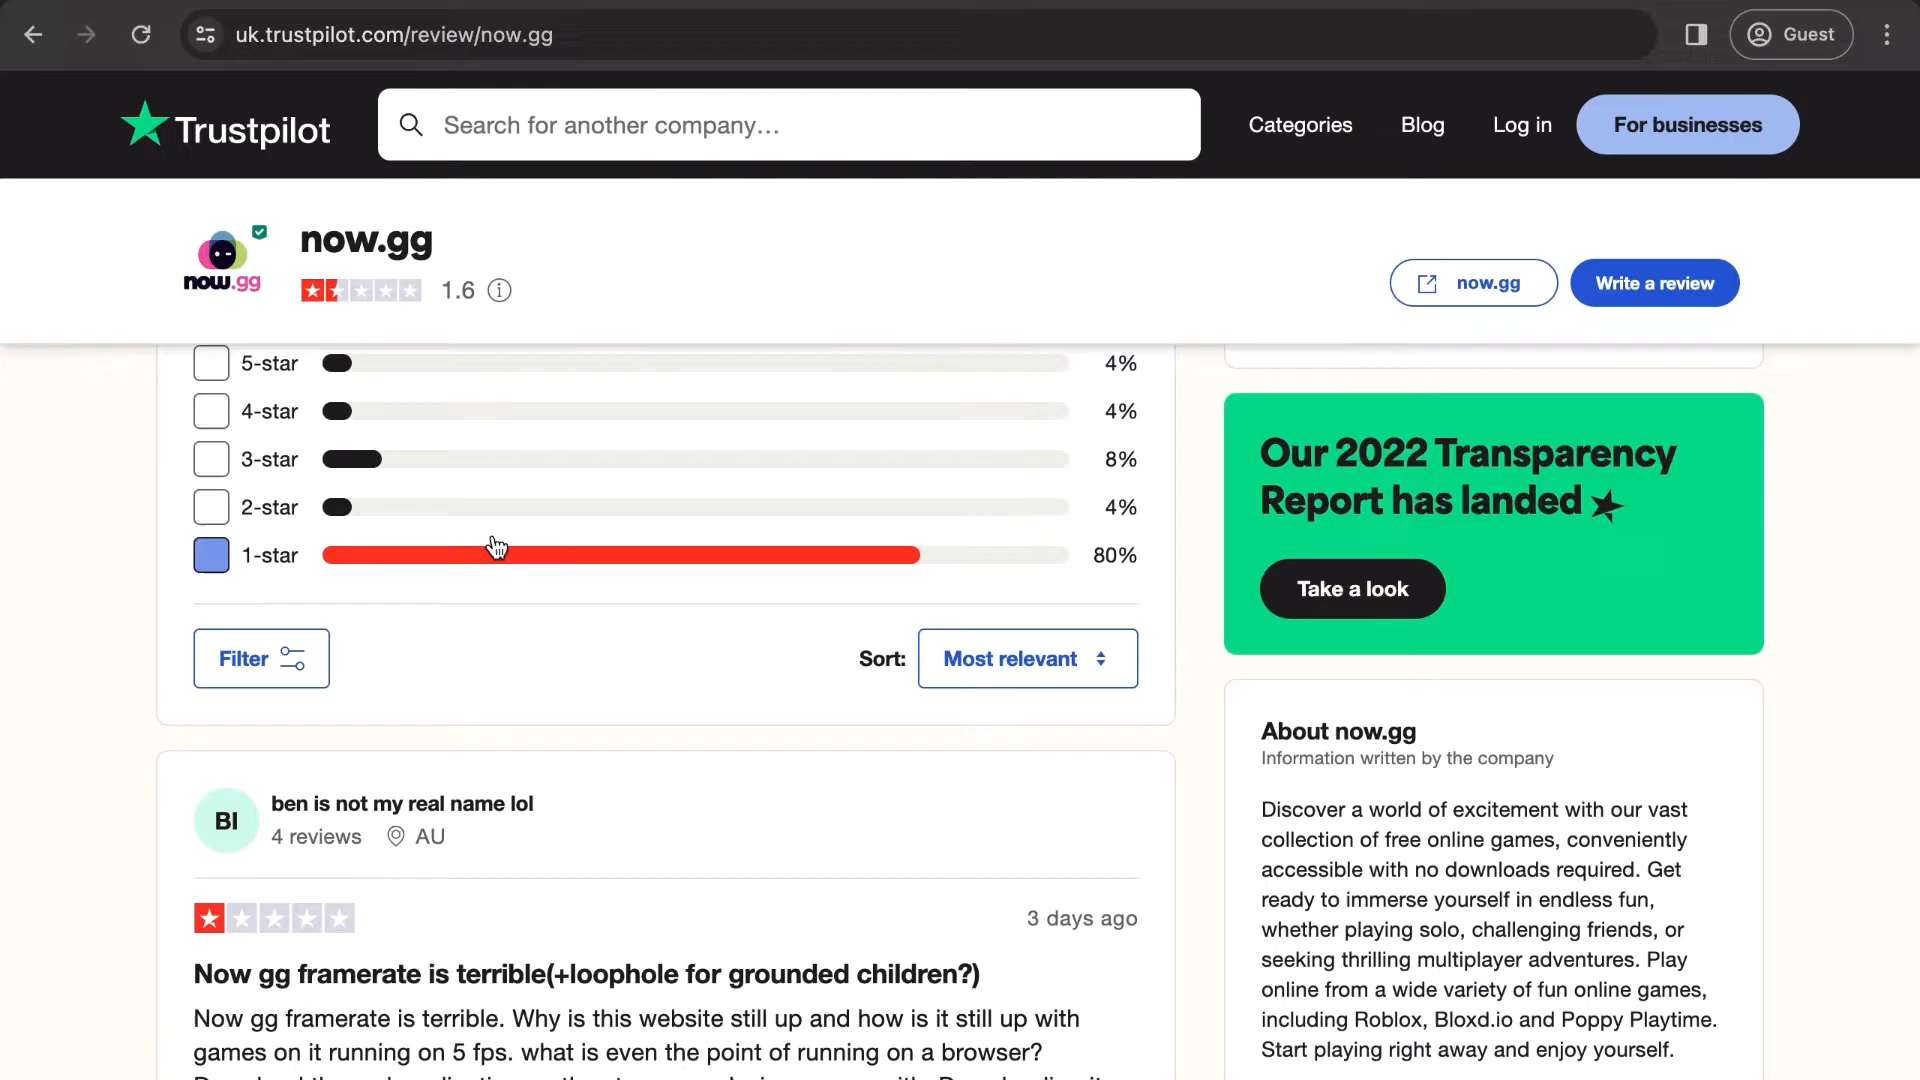 uk.trustpilot.com/review/now.gg
Guest
Trustpilot
Search for another company…
Categories
Blog
Log in
For businesses
now.gg
now.gg
1.6
now.gg
Write a review
5-star 4%
4-star 4%
3-star 8%
2-star 4%
1-star 80%
Filter
Sort:
Most relevant
Our 2022 Transparency
Report has landed
Take a look
BI
ben is not my real name lol
4 reviews AU
3 days ago
Now gg framerate is terrible(+loophole for grounded children?)
Now gg framerate is terrible. Why is this website still up and how is it still up with
games on it running on 5 fps. what is even the point of running on a browser?
About now.gg
Information written by the company
Discover a world of excitement with our vast
collection of free online games, conveniently
accessible with no downloads required. Get
ready to immerse yourself in endless fun,
whether playing solo, challenging friends, or
seeking thrilling multiplayer adventures. Play
online from a wide variety of fun online games,
including Roblox, Bloxd.io and Poppy Playtime.
Start playing right away and enjoy yourself.